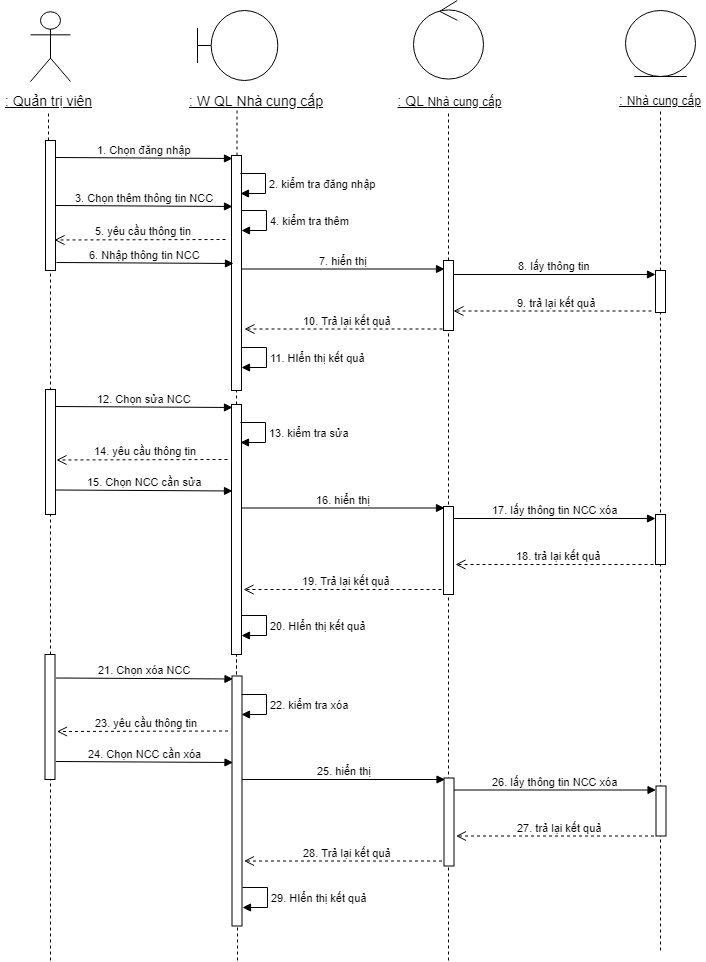 : Quản trị viên
: W QL Nhà cung cấp
: QL Nhà cung cấp
: Nhà cung cấp
1. Chọn đăng nhập
2. kiểm tra đăng nhập
3. Chọn thêm thông tin NCC
4. kiểm tra thêm
5. yêu cầu thông tin
6. Nhập thông tin NCC
7. hiển thị
8. lấy thông tin
9. trả lại kết quả
10. Trả lại kết quả
11. HIển thị kết quả
12. Chọn sửa NCC
13. kiểm tra sửa
14. yêu cầu thông tin
15. Chọn NCC cần sửa
16. hiển thị
17. lấy thông tin NCC xóa
18. trả lại kết quả
19. Trả lại kết quả
20. HIển thị kết quả
21. Chọn xóa NCC
22. kiểm tra xóa
23. yêu cầu thông tin
24. Chọn NCC cần xóa
25. hiển thị
26. lấy thông tin NCC xóa
27. trả lại kết quả
28. Trả lại kết quả
29. HIển thị kết quả